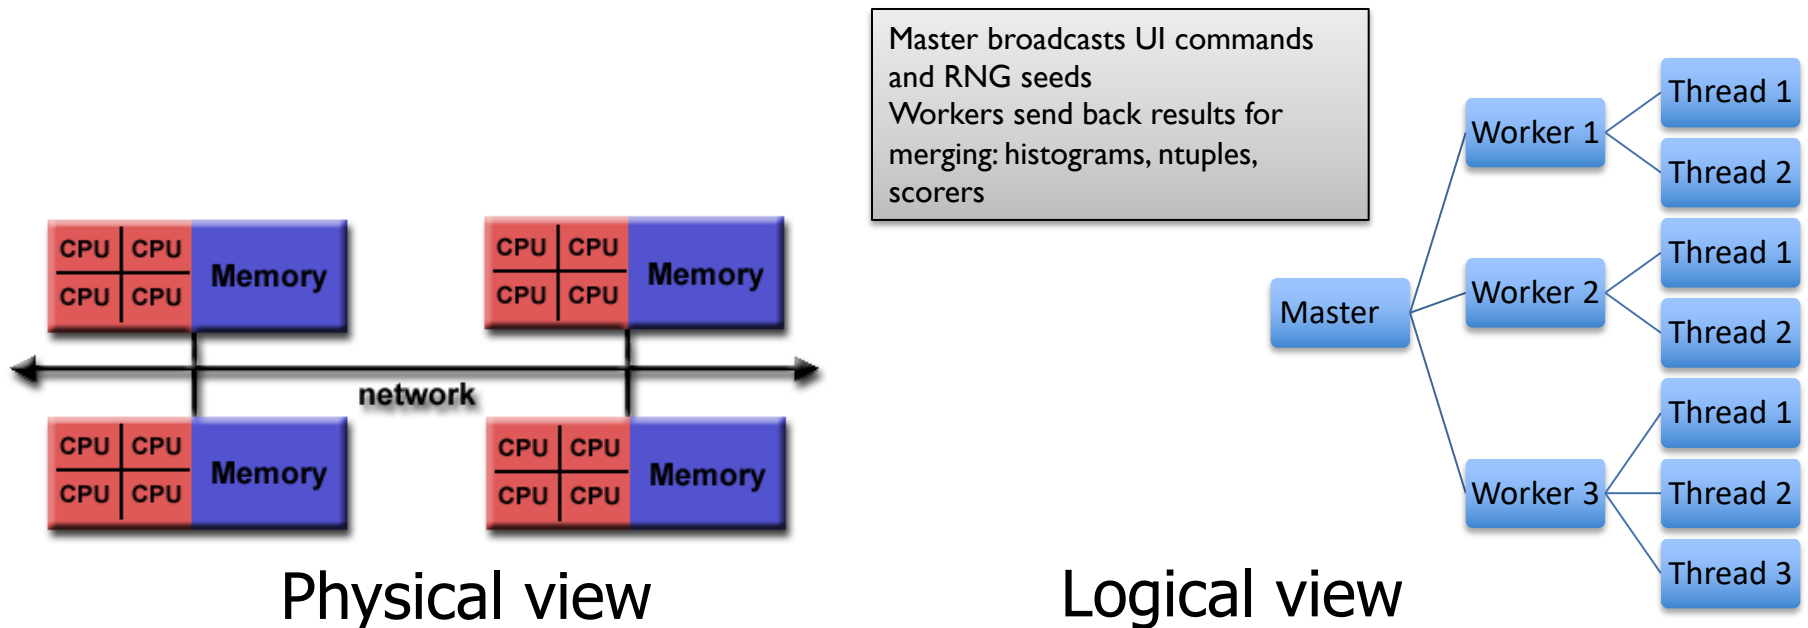 CPU CPU
CPU CPU
Memory
CPU CPU
CPU CPU
Memory
network
CPU CPU
CPU CPU
Memory
CPU CPU
CPU CPU
Memory
Physical view
Master broadcasts UI commands
and RNG seeds
Workers send back results for
merging: histograms, ntuples,
scorers
Master
Worker 1
Thread 1
Thread 2
Worker 2
Thread 1
Thread 2
Worker 3
Thread 1
Thread 2
Thread 3
Logical view